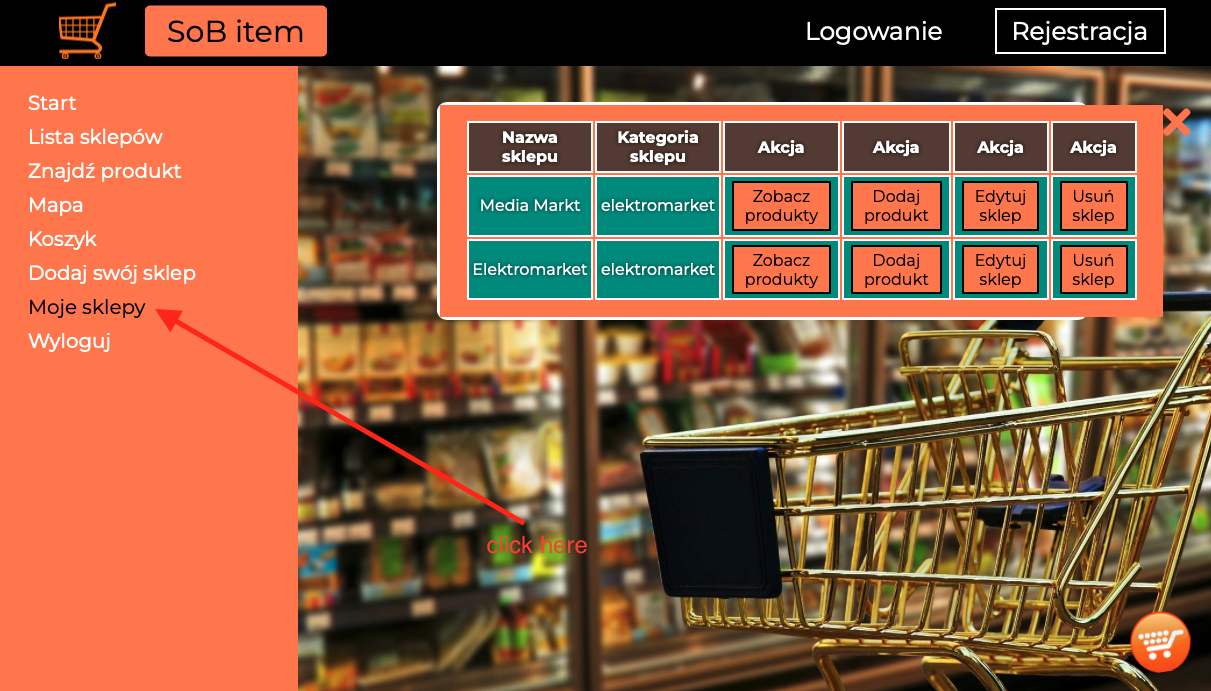 SoB item
Logowanie
Rejestracja
Start
Lista sklepów
Znajdź produkt
Mapa
Koszyk
Dodaj swój sklep
Moje sklepy
Wyloguj
Nazwa
sklepu
Kategoria
sklepu
Akcja
Akcja
Akcja
Akcja
Media Markt
elektromarket
Zobacz
produkty
Dodaj
produkt
Edytuj
sklep
Usuń
sklep
Elektromarket
elektromarket
Zobacz
produkty
Dodaj
produkt
Edytuj
sklep
Usuń
sklep
click here